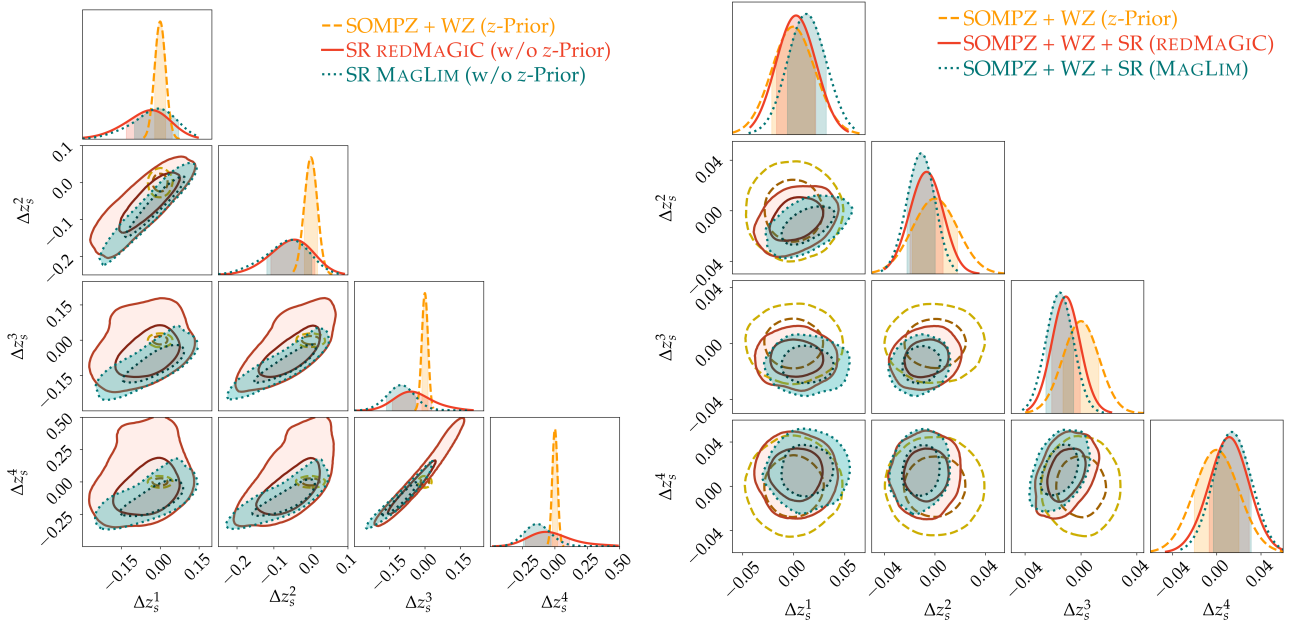 SOMPZ + WZ (z-Prior)
SR REDMAGIC (w/o z-Prior)
SR MAGLIM (w/o z-Prior)
0.1
0.0
−0.1
−0.2
Δz_s^2
0.15
0.00
−0.15
Δz_s^3
0.50
0.25
0.00
−0.25
Δz_s^4
−0.15
0.00
0.15
Δz_s^1
−0.2
−0.1
0.0
0.1
Δz_s^2
−0.15
0.00
0.15
Δz_s^3
−0.25
0.00
0.25
0.50
Δz_s^4
SOMPZ + WZ (z-Prior)
SOMPZ + WZ + SR (REDMAGIC)
SOMPZ + WZ + SR (MAGLIM)
0.04
0.00
−0.04
Δz_s^2
0.04
0.00
−0.04
Δz_s^3
0.04
0.00
−0.04
Δz_s^4
−0.05
0.00
0.05
Δz_s^1
−0.04
0.00
0.04
Δz_s^2
−0.04
0.00
0.04
Δz_s^3
−0.04
0.00
0.04
Δz_s^4